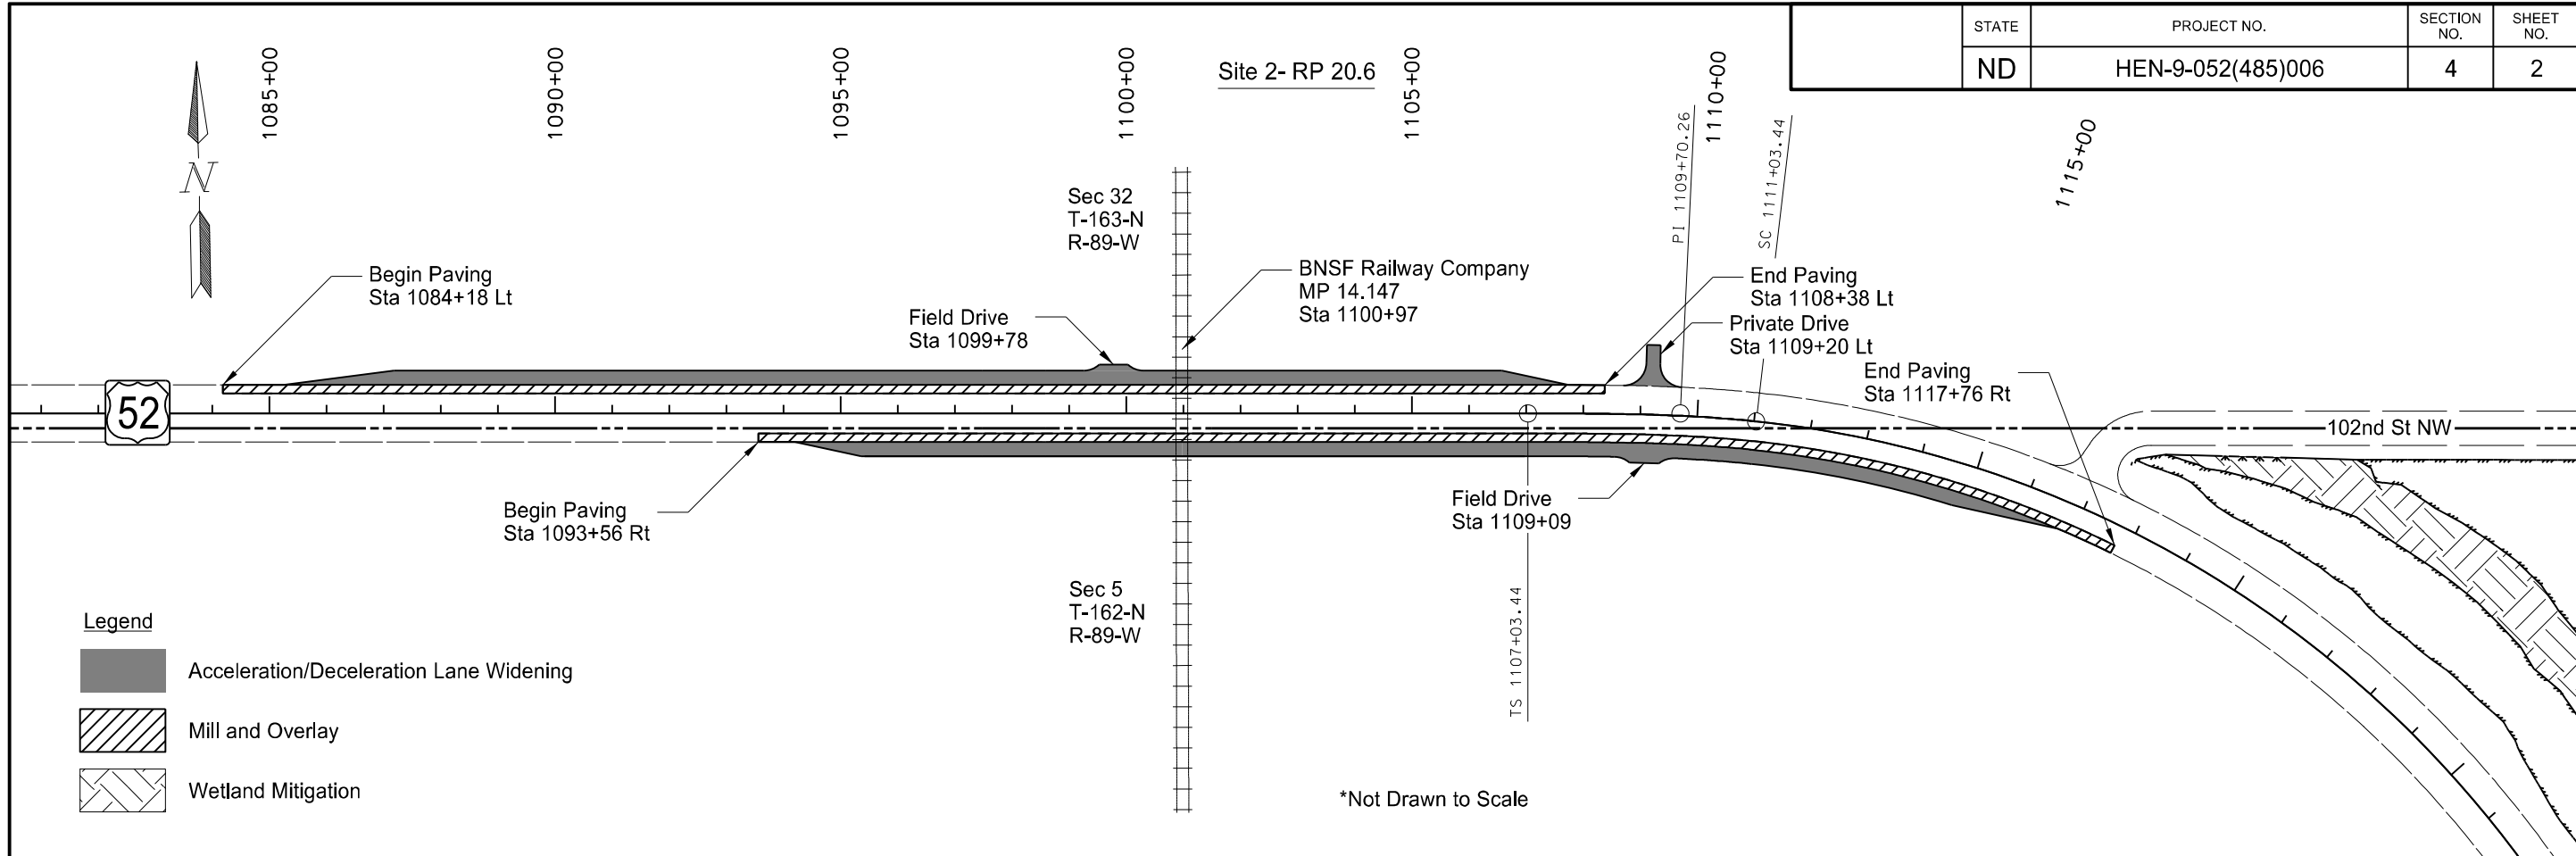 STATE
PROJECT NO.
SECTION NO.
SHEET NO.
ND
HEN-9-052(485)006
4
2
Site 2- RP 20.6
1085+00
1090+00
1095+00
1100+00
1105+00
1110+00
1115+00
PI 1109+70.26
SC 1111+03.44
TS 1107+03.44
N
Sec 32
T-163-N
R-89-W
Begin Paving
Sta 1084+18 Lt
Field Drive
Sta 1099+78
BNSF Railway Company
MP 14.147
Sta 1100+97
End Paving
Sta 1108+38 Lt
Private Drive
Sta 1109+20 Lt
End Paving
Sta 1117+76 Rt
52
102nd St NW
Begin Paving
Sta 1093+56 Rt
Field Drive
Sta 1109+09
Sec 5
T-162-N
R-89-W
Legend
Acceleration/Deceleration Lane Widening
Mill and Overlay
Wetland Mitigation
*Not Drawn to Scale